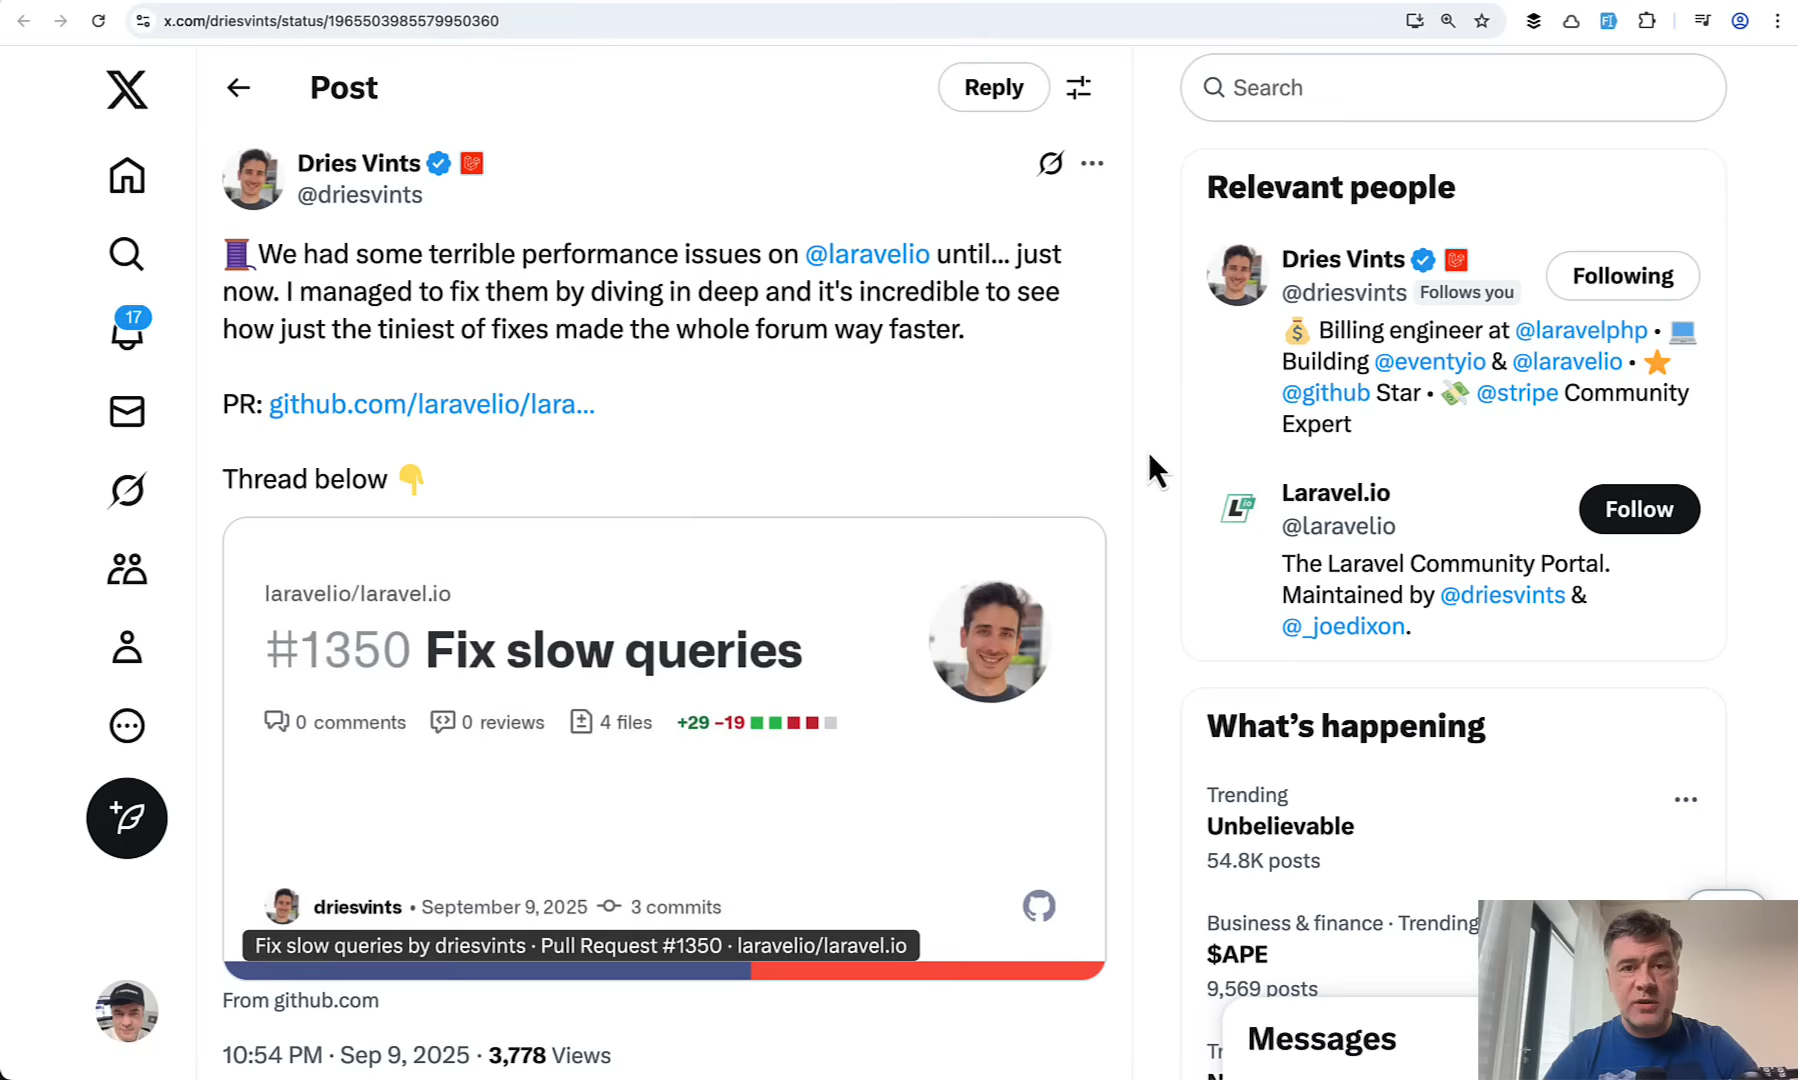 x.com/driesvints/status/1965503985579950360
Post
Reply
Search
17
Dries Vints
@driesvints
We had some terrible performance issues on @laravelio until... just
now. I managed to fix them by diving in deep and it's incredible to see
how just the tiniest of fixes made the whole forum way faster.
PR: github.com/laravelio/lara...
Thread below
laravelio/laravel.io
#1350 Fix slow queries
0 comments 0 reviews 4 files +29 −19
driesvints • September 9, 2025 3 commits
Fix slow queries by driesvints · Pull Request #1350 · laravelio/laravel.io
From github.com
10:54 PM · Sep 9, 2025 · 3,778 Views
Relevant people
Dries Vints
@driesvints Follows you
Following
Billing engineer at @laravelphp •
Building @eventyio & @laravelio •
@github Star • @stripe Community
Expert
Laravel.io
@laravelio
Follow
The Laravel Community Portal.
Maintained by @driesvints &
@_joedixon.
What's happening
Trending
Unbelievable
54.8K posts
Business & finance · Trending
$APE
9,569 posts
Messages